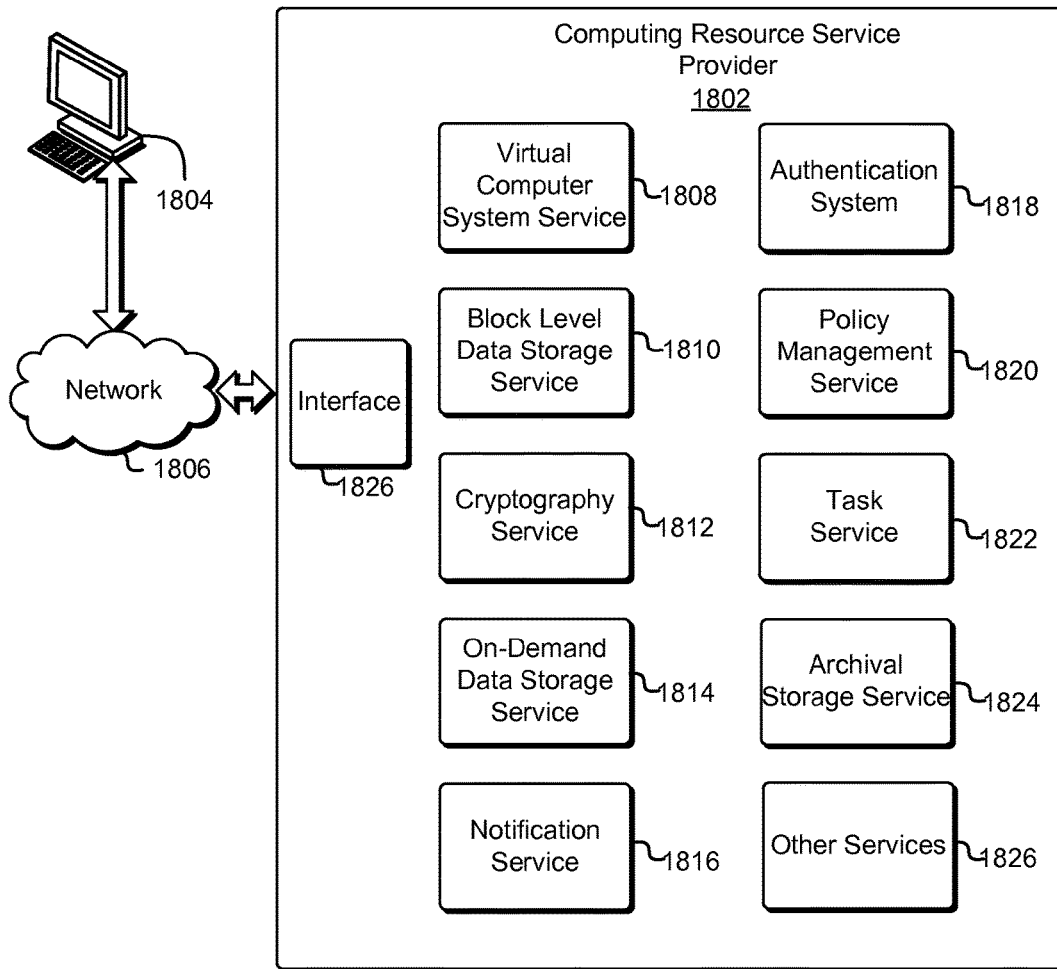 Computing Resource Service
Provider
1802
1804
Network
1806
Interface
1826
Virtual
Computer
System Service
1808
Authentication
System
1818
Block Level
Data Storage
Service
1810
Policy
Management
Service
1820
Cryptography
Service
1812
Task
Service
1822
On-Demand
Data Storage
Service
1814
Archival
Storage Service
1824
Notification
Service
1816
Other Services
1826